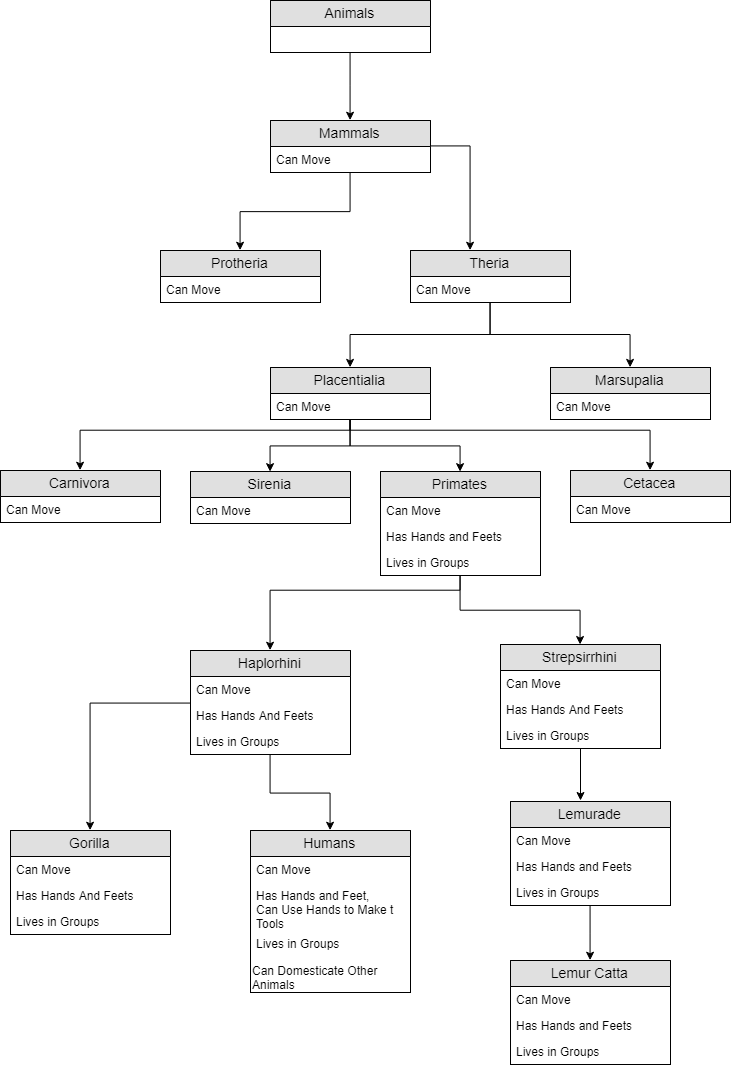 Animals
Mammals
Can Move
Protheria
Can Move
Theria
Can Move
Placentialia
Can Move
Marsupalia
Can Move
Carnivora
Can Move
Sirenia
Can Move
Primates
Can Move
Has Hands and Feets
Lives in Groups
Cetacea
Can Move
Haplorhini
Can Move
Has Hands And Feets
Lives in Groups
Strepsirrhini
Can Move
Has Hands And Feets
Lives in Groups
Gorilla
Can Move
Has Hands And Feets
Lives in Groups
Humans
Can Move
Has Hands and Feet,
Can Use Hands to Make t
Tools
Lives in Groups
Can Domesticate Other
Animals
Lemurade
Can Move
Has Hands and Feets
Lives in Groups
Lemur Catta
Can Move
Has Hands and Feets
Lives in Groups